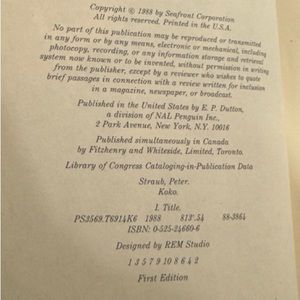 Copyright © 1988 by Seafront Corporation
All rights reserved. Printed in the U.S.A.
No part of this publication may be reproduced or transmitted
in any form or by any means, electronic or mechanical, including
photocopy, recording, or any information storage and retrieval
system now known or to be invented, without permission in writing
from the publisher, except by a reviewer who wishes to quote
brief passages in connection with a review written for inclusion
in a magazine, newspaper, or broadcast.
Published in the United States by E. P. Dutton,
a division of NAL Penguin Inc.,
2 Park Avenue, New York, N.Y. 10016
Published simultaneously in Canada
by Fitzhenry and Whiteside, Limited, Toronto.
Library of Congress Cataloging-in-Publication Data
Straub, Peter.
Koko.
I. Title.
PS3569.T6914K6 1988 813'.54 88-3864
ISBN: 0-525-24660-6
Designed by REM Studio
1 3 5 7 9 10 8 6 4 2
First Edition